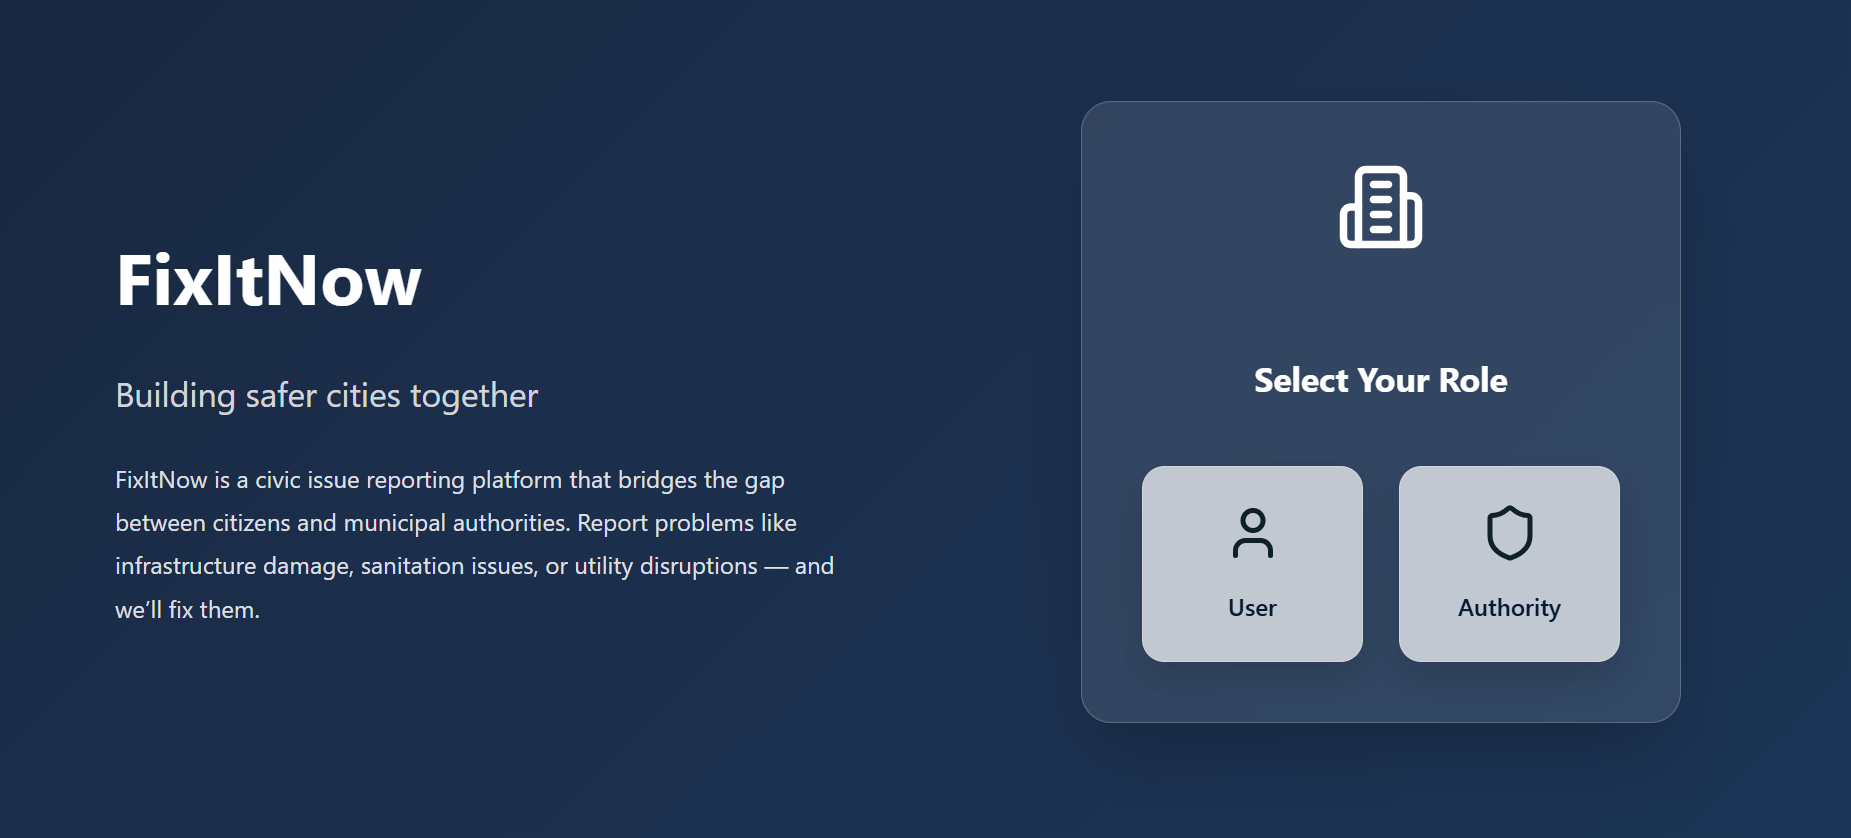 FixItNow
Building safer cities together
FixItNow is a civic issue reporting platform that bridges the gap
between citizens and municipal authorities. Report problems like
infrastructure damage, sanitation issues, or utility disruptions — and
we’ll fix them.
Select Your Role
User
Authority